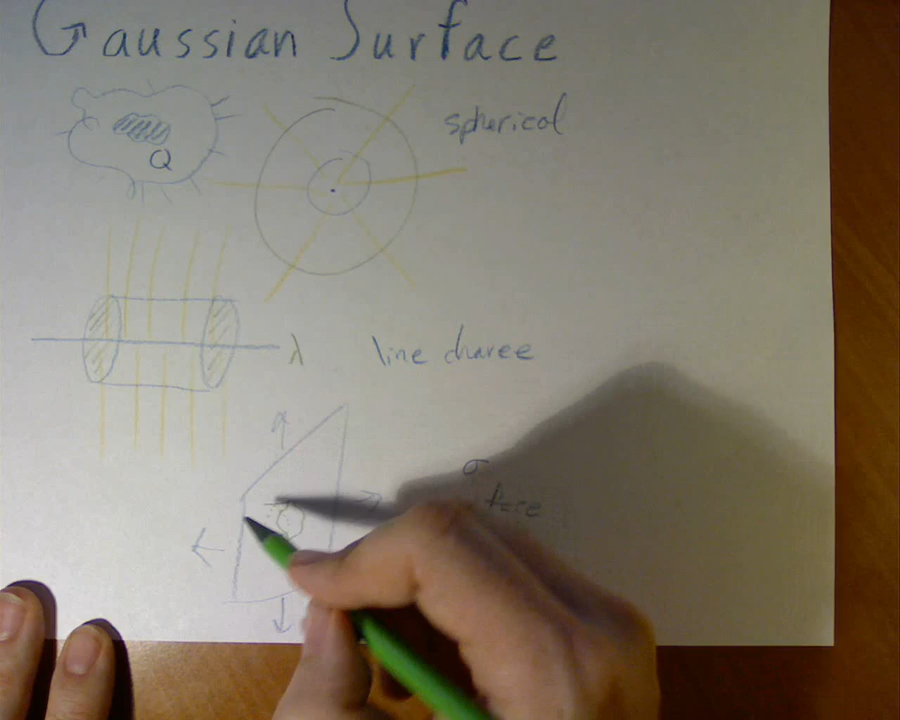 Gaussian Surface
spherical
Q
λ
line charge
σ